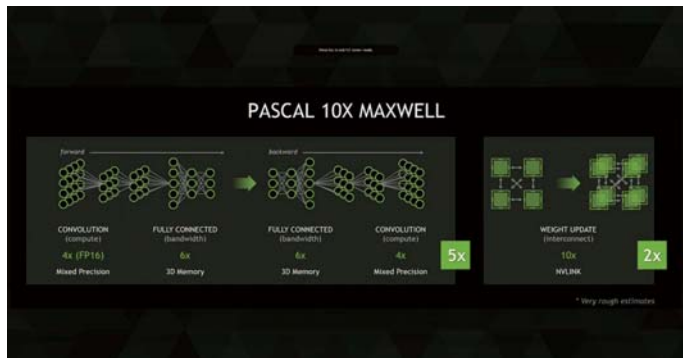 PASCAL 10X MAXWELL
forward
backward
CONVOLUTION
(compute)
4x (FP16)
Mixed Precision
FULLY CONNECTED
(bandwidth)
6x
3D Memory
FULLY CONNECTED
(bandwidth)
6x
3D Memory
CONVOLUTION
(compute)
4x
Mixed Precision
5x
WEIGHT UPDATE
(interconnect)
10x
NVLINK
2x
* Very rough estimates